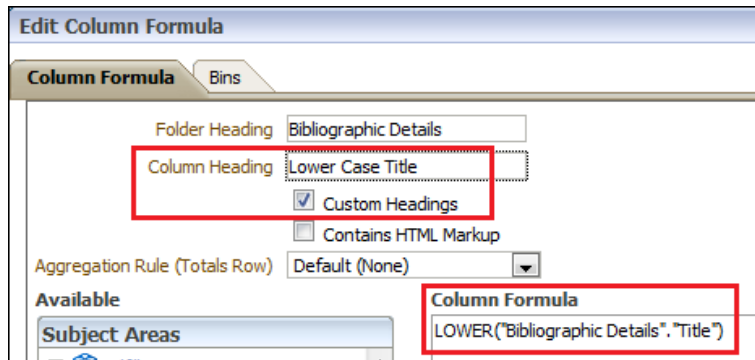 Edit Column Formula
Column Formula Bins
Folder Heading Bibliographic Details
Column Heading Lower Case Title
Custom Headings
Contains HTML Markup
Aggregation Rule (Totals Row) Default (None)
Available Column Formula
Subject Areas LOWER("Bibliographic Details"."Title")